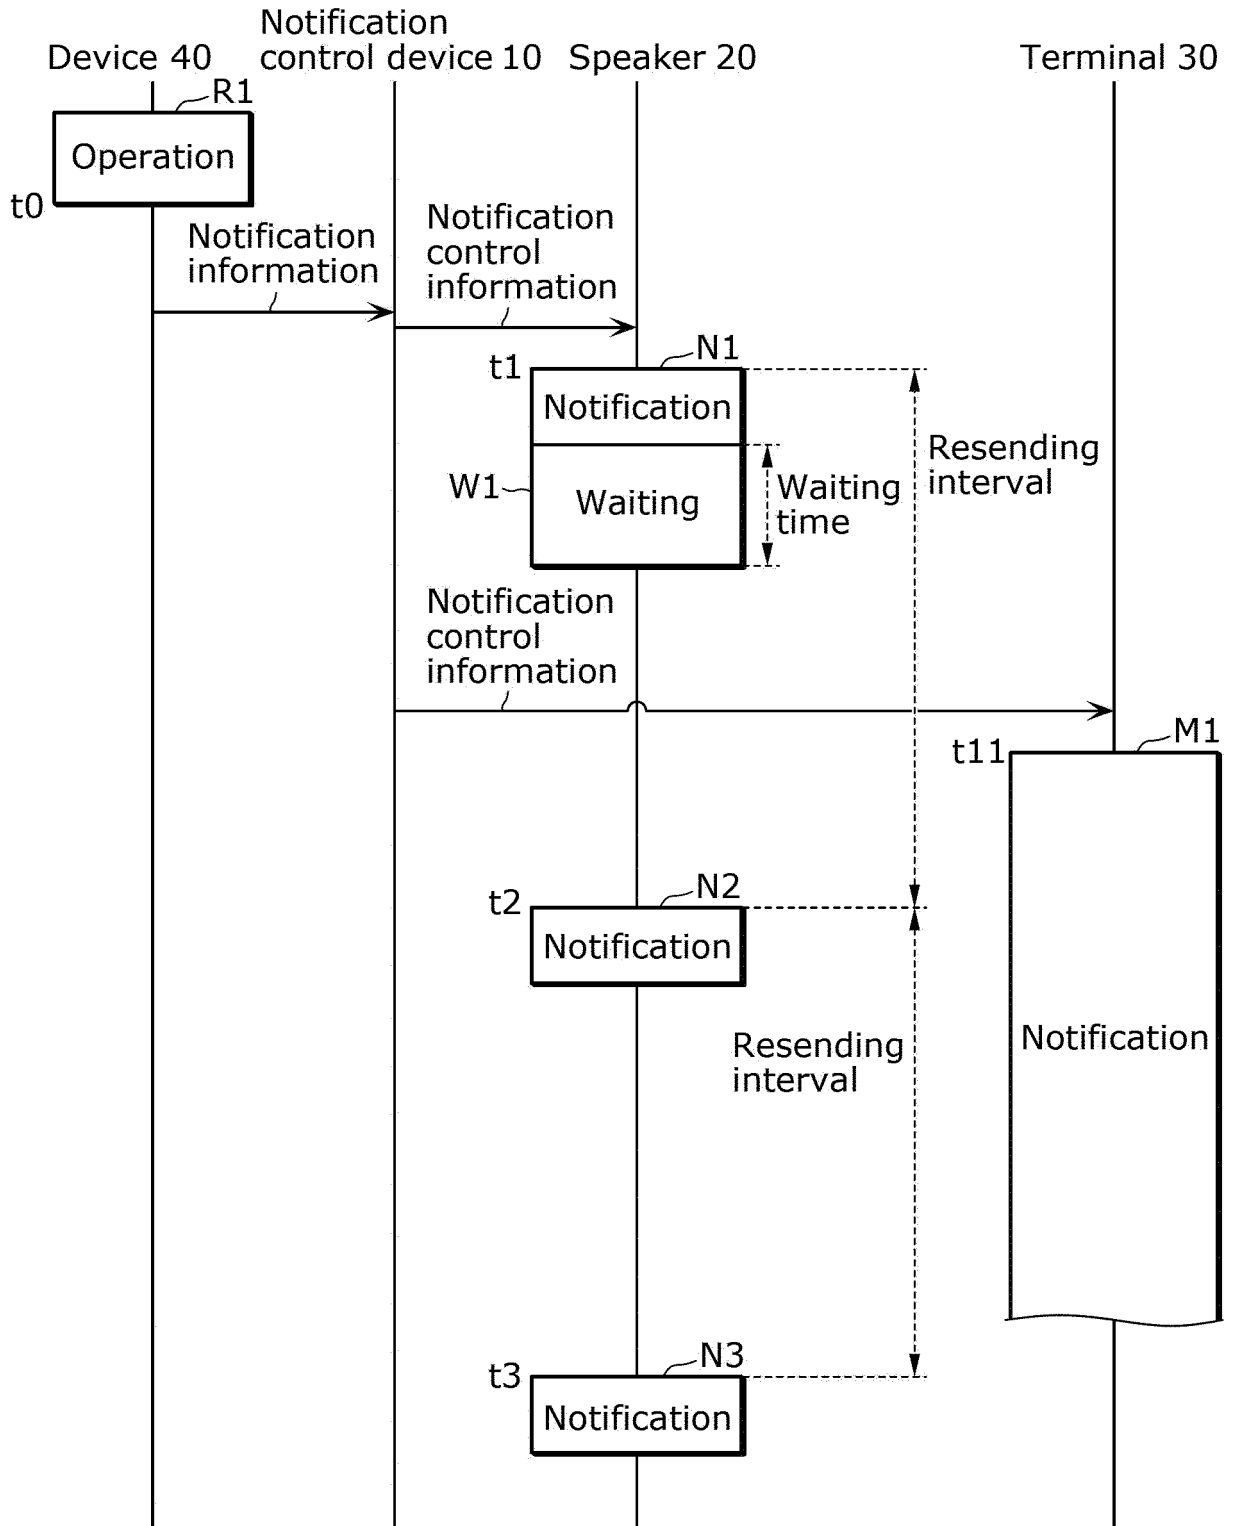 Device 40
Notification
control device 10
Speaker 20
Terminal 30
R1
Operation
t0
Notification
information
Notification
control
information
t1
N1
Notification
W1
Waiting
Waiting
time
Resending
interval
Notification
control
information
t11
M1
Notification
t2
N2
Notification
Resending
interval
t3
N3
Notification